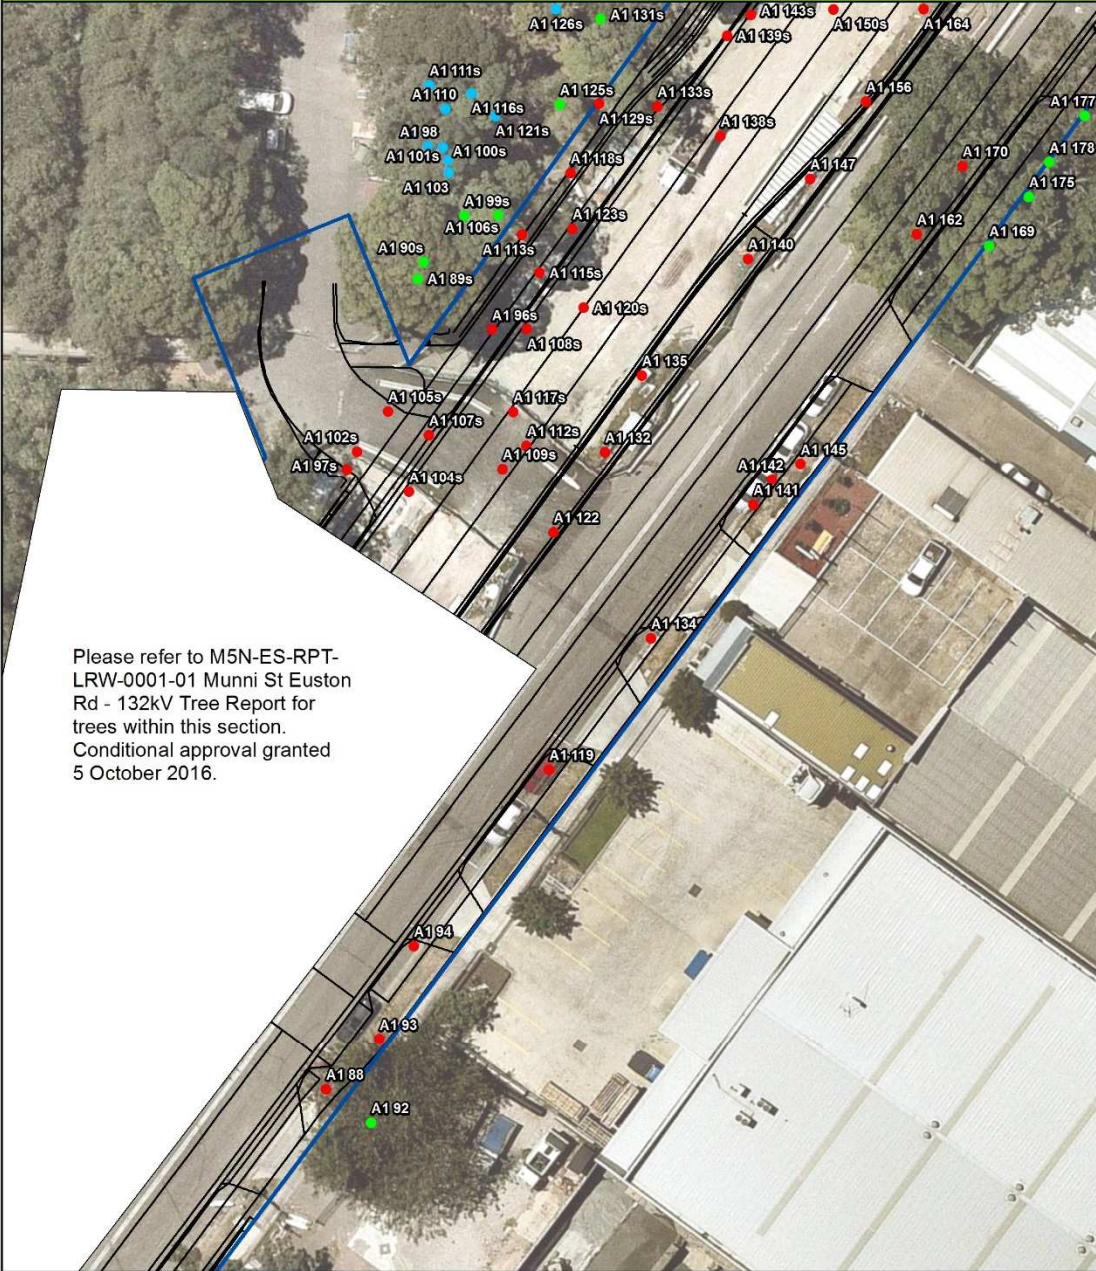 A1 126s
A1 131s
A1 143s
A1 150s
A1 164
A1 139s
A1 111s
A1 110
A1 116s
A1 125s
A1 133s
A1 156
A1 177
A1 129s
A1 121s
A1 138s
A1 98
A1 101s
A1 100s
A1 118s
A1 178
A1 170
A1 103
A1 147
A1 175
A1 99s
A1 106s
A1 123s
A1 162
A1 169
A1 113s
A1 90s
A1 140
A1 89s
A1 115s
A1 96s
A1 120s
A1 108s
A1 135
A1 105s
A1 117s
A1 107s
A1 112s
A1 132
A1 102s
A1 109s
A1 145
A1 97s
A1 142
A1 104s
A1 141
A1 122
A1 134
Please refer to M5N-ES-RPT-
LRW-0001-01 Munni St Euston
Rd - 132kV Tree Report for
trees within this section.
Conditional approval granted
5 October 2016.
A1 119
A1 94
A1 93
A1 88
A1 92